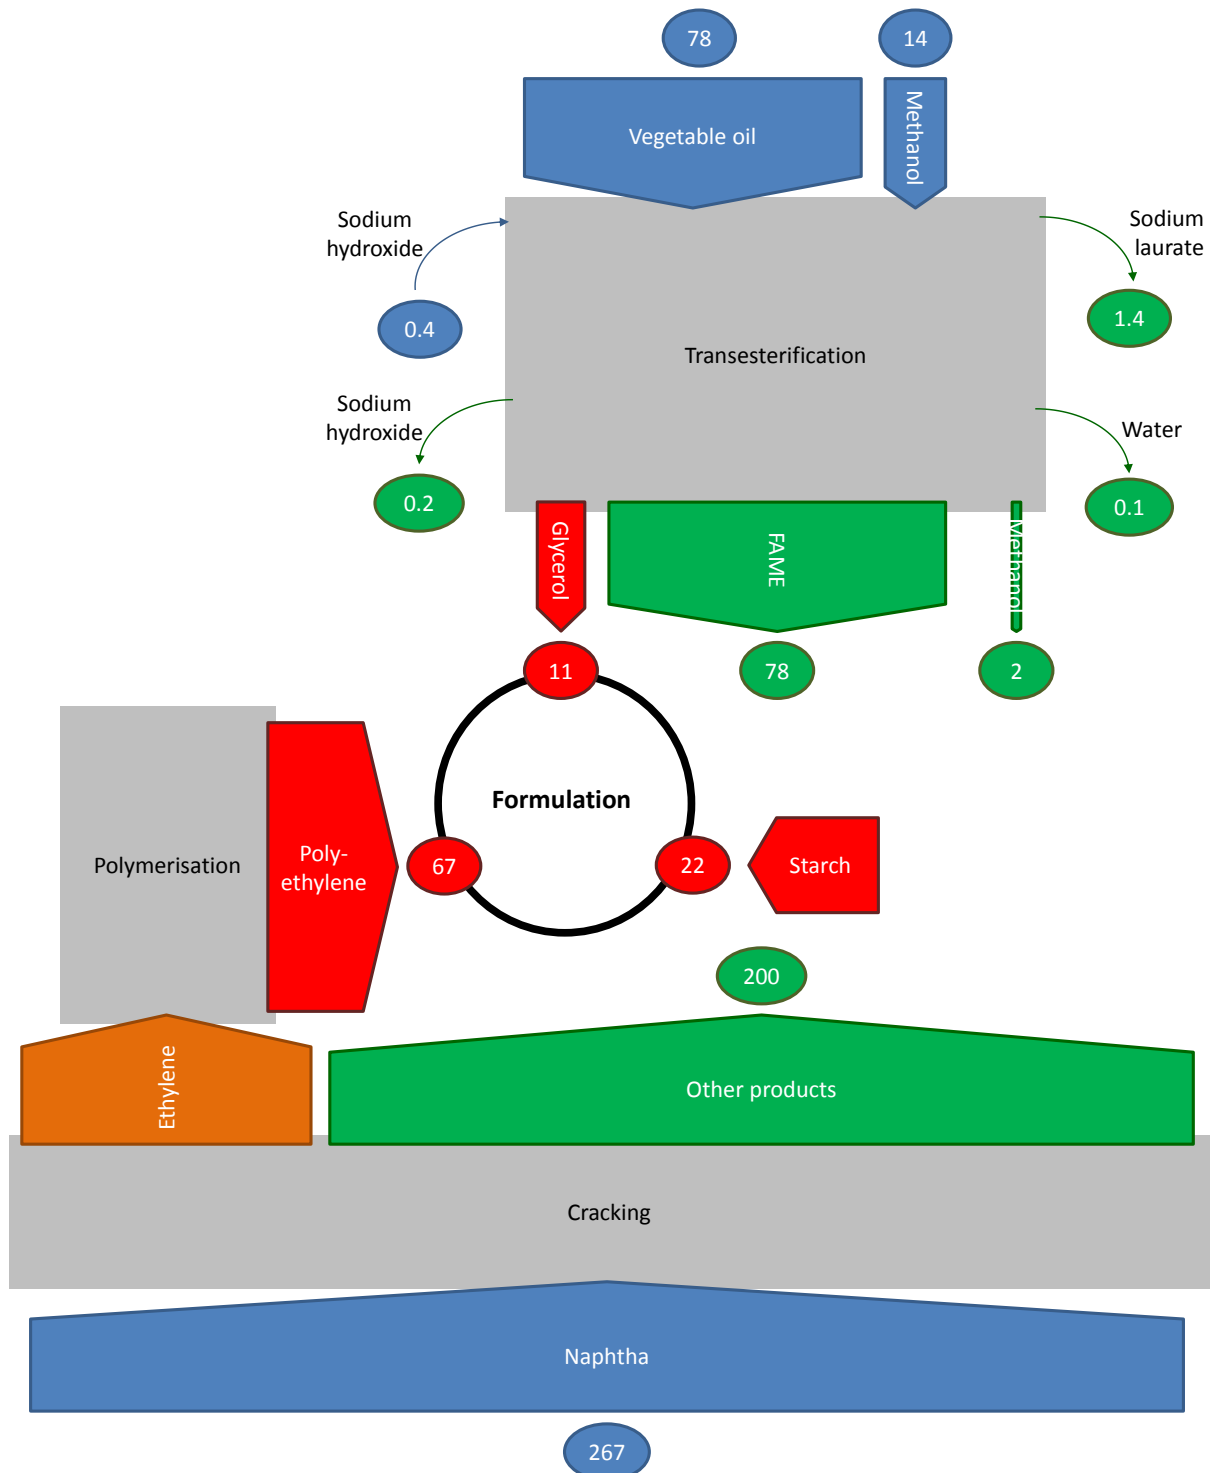 78
14
Vegetable oil
Methanol
Sodium
hydroxide
0.4
Sodium
laurate
1.4
Transesterification
Sodium
hydroxide
0.2
Water
0.1
Glycerol
FAME
Methanol
11
78
2
Formulation
Polymerisation
Poly-
ethylene
67
22
Starch
200
Ethylene
Other products
Cracking
Naphtha
267